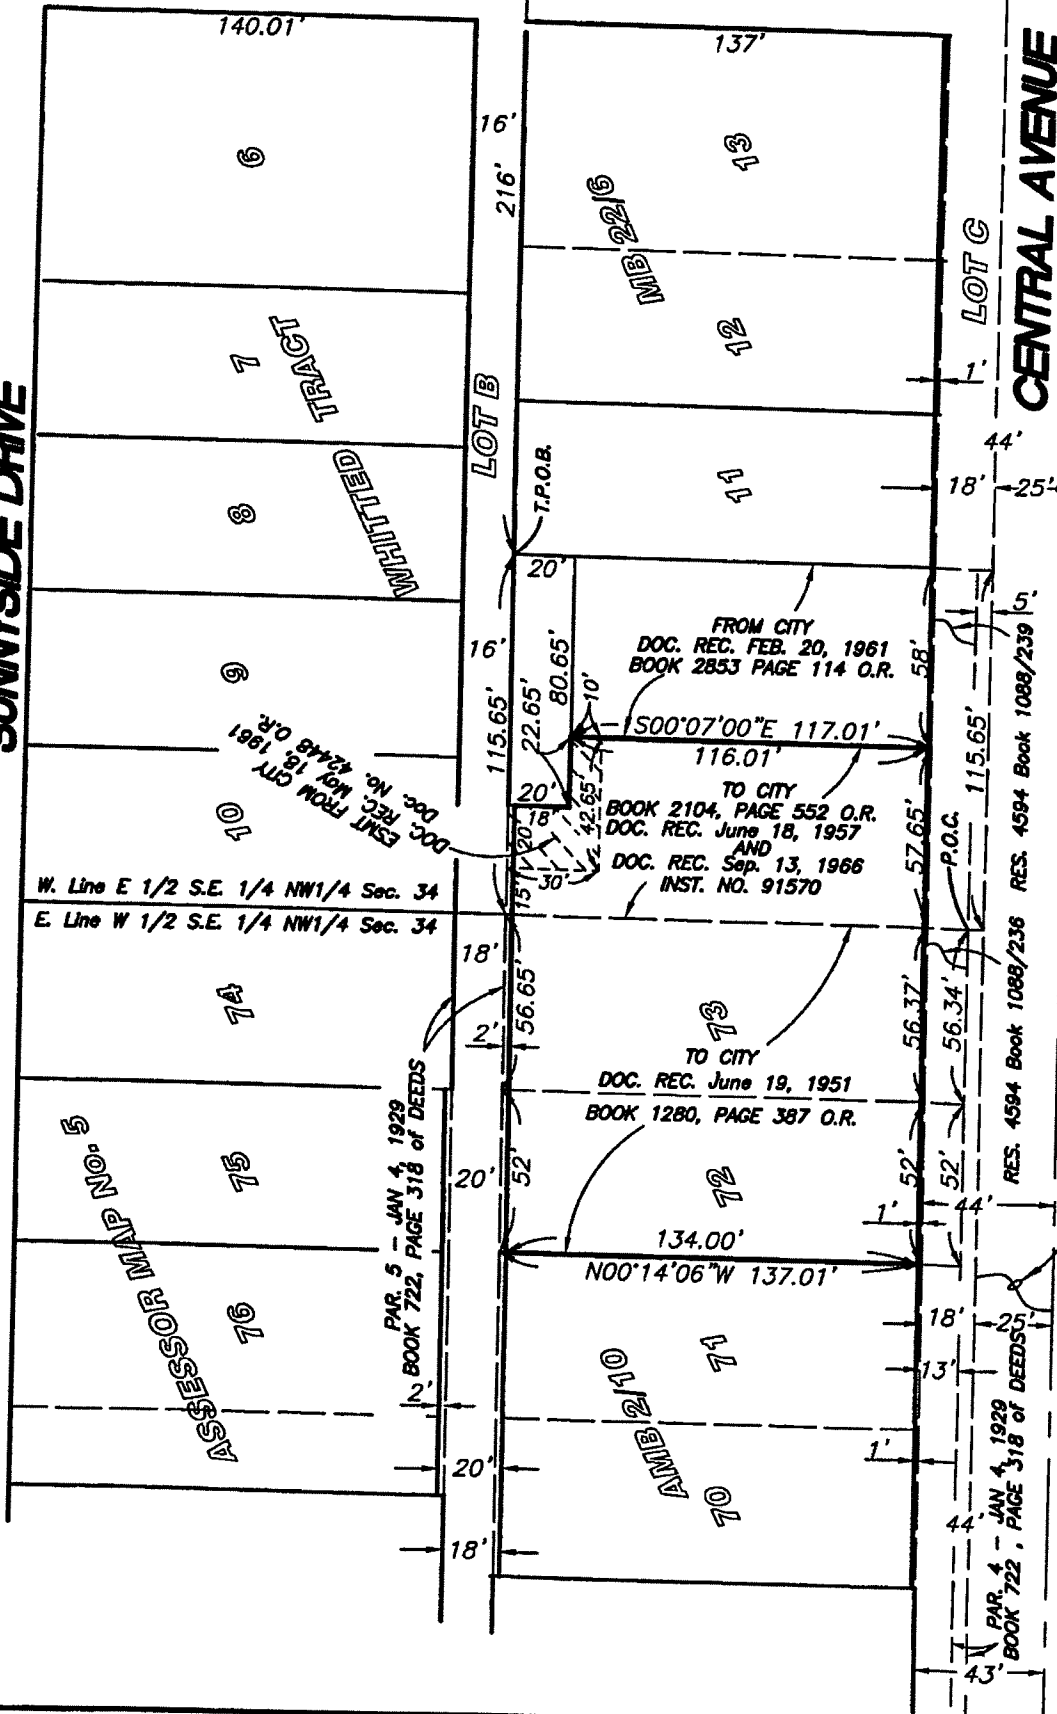 140.01'
137'
SUNNYSIDE DRIVE
CENTRAL AVENUE
16'
216'
6
13
MB 22/6
LOT C
7
WHITTED TRACT
12
1'
LOT B
44'
8
T.P.O.B.
11
18'
25'
20'
5'
FROM CITY
DOC. REC. FEB. 20, 1961
BOOK 2853 PAGE 114 O.R.
16'
9
115.65'
22.65'
80.65'
10'
58'
S00°07'00"E 117.01'
116.01'
115.65'
RES. 4594 Book 1088/239
ESMT FROM CITY
DOC. REC. May 18, 1961
Doc. No. 42448 O.R.
10
20'
18'
20'
42.65'
TO CITY
BOOK 2104, PAGE 552 O.R.
DOC. REC. June 18, 1957
AND
DOC. REC. Sep. 13, 1966
INST. NO. 91570
57.65'
P.O.C.
30'
15'
W. Line E 1/2 S.E. 1/4 NW1/4 Sec. 34
E. Line W 1/2 S.E. 1/4 NW1/4 Sec. 34
18'
56.65'
2'
74
73
56.37'
56.34'
RES. 4594 Book 1088/236
TO CITY
DOC. REC. June 19, 1951
BOOK 1280, PAGE 387 O.R.
PAR. 5 - JAN 4, 1929
BOOK 722, PAGE 318 of DEEDS
ASSESSOR MAP No. 5
75
20'
52'
72
52'
52'
1'
44'
134.00'
N00°14'06"W 137.01'
76
AMB 2/10
71
18'
25'
13'
2'
1'
20'
70
44'
18'
PAR. 4 - JAN 4, 1929
BOOK 722, PAGE 318 of DEEDS
43'